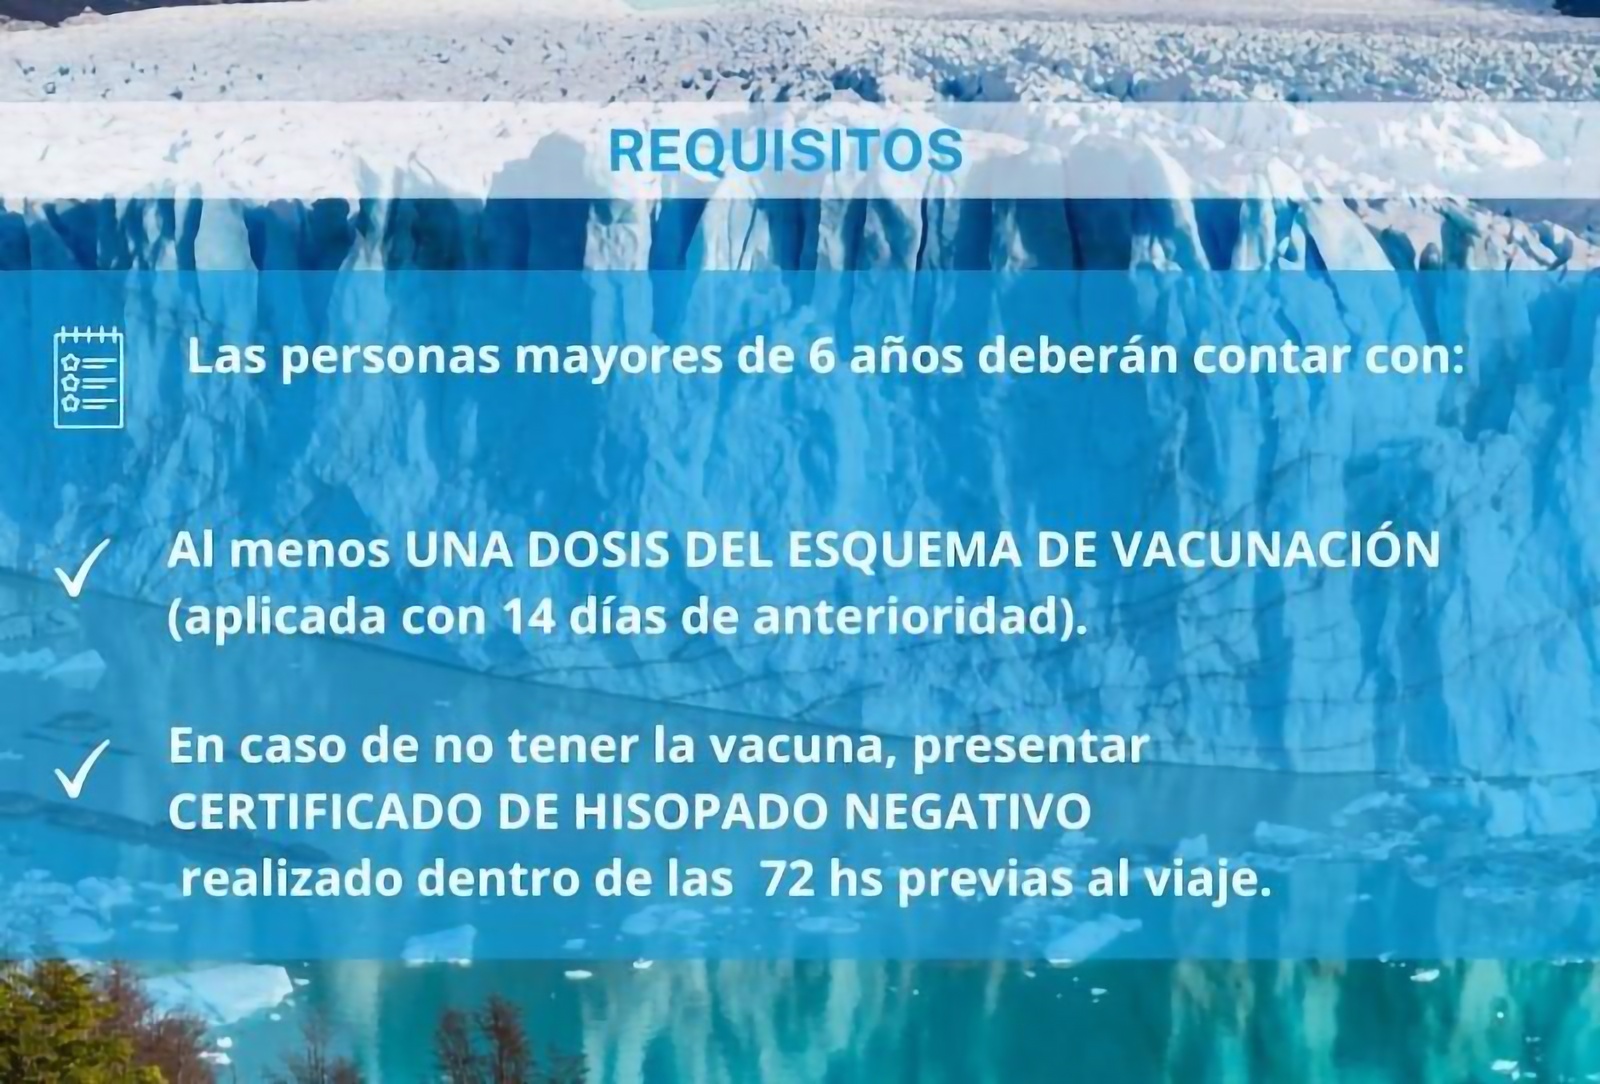 REQUISITOS
Las personas mayores de 6 años deberán contar con:
Al menos UNA DOSIS DEL ESQUEMA DE VACUNACIÓN
(aplicada con 14 días de anterioridad).
En caso de no tener la vacuna, presentar
CERTIFICADO DE HISOPADO NEGATIVO
realizado dentro de las 72 hs previas al viaje.